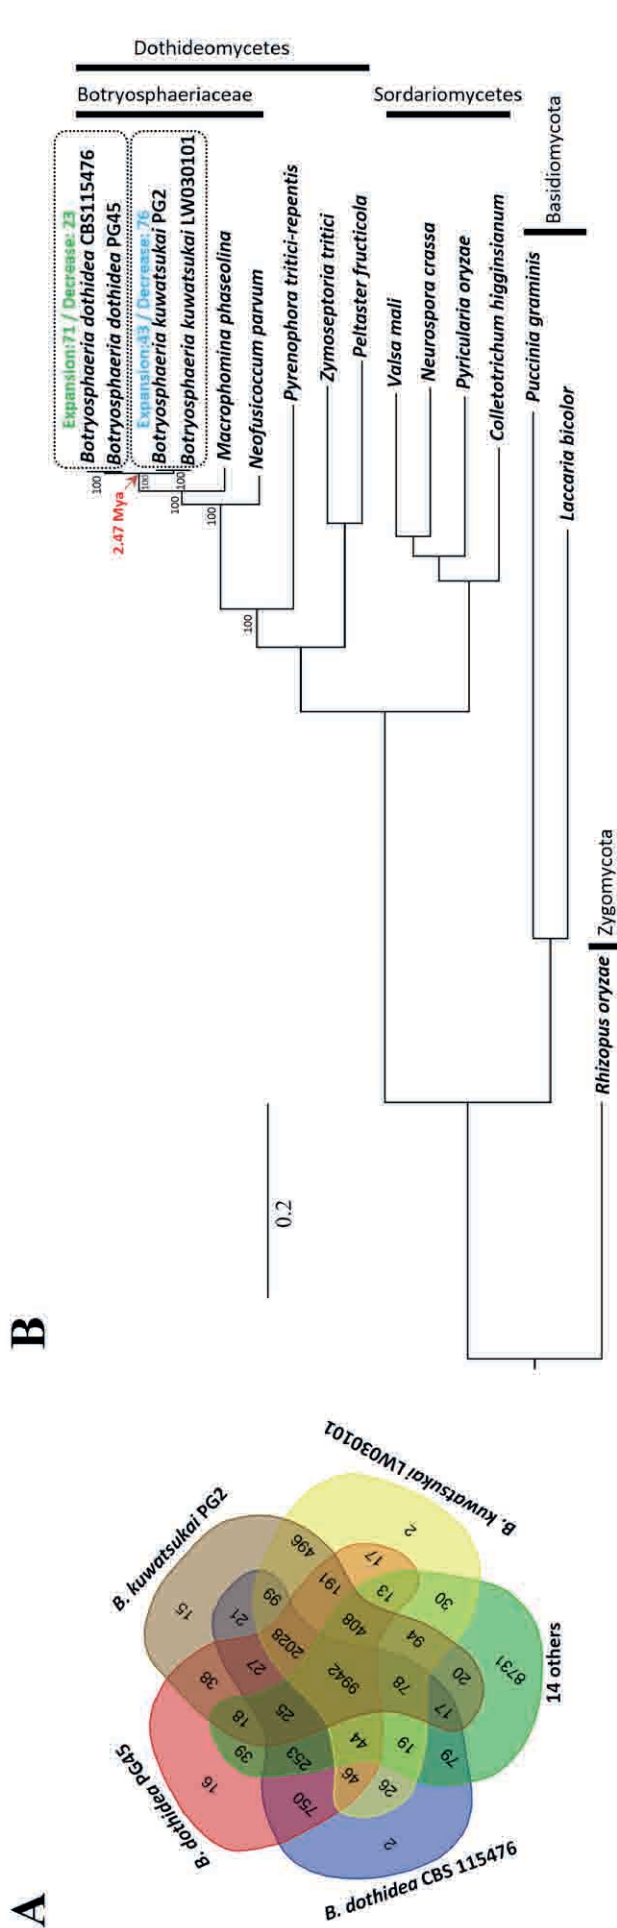 A
B. dothidea PG45
B. kuwatsukai PG2
B. kuwatsukai LW030101
14 others
B. dothidea CBS 115476
16
38
15
496
2
39
18
27
21
99
191
17
13
30
750
253
25
2028
408
94
9942
46
44
78
20
8731
26
19
17
79
2
B
0.2
Dothideomycetes
Botryosphaeriaceae
Sordariomycetes
Basidiomycota
Zygomycota
Expansion:71 / Decrease: 23
Botryosphaeria dothidea CBS115476
Botryosphaeria dothidea PG45
Expansion:43 / Decrease: 76
Botryosphaeria kuwatsukai PG2
Botryosphaeria kuwatsukai LW030101
Macrophomina phaseolina
Neofusicoccum parvum
Pyrenophora tritici-repentis
Zymoseptoria tritici
Peltaster fructicola
Valsa mali
Neurospora crassa
Pyricularia oryzae
Colletotrichum higginsianum
Puccinia graminis
Laccaria bicolor
Rhizopus oryzae
2.47 Mya
100
100
100
100
100
100